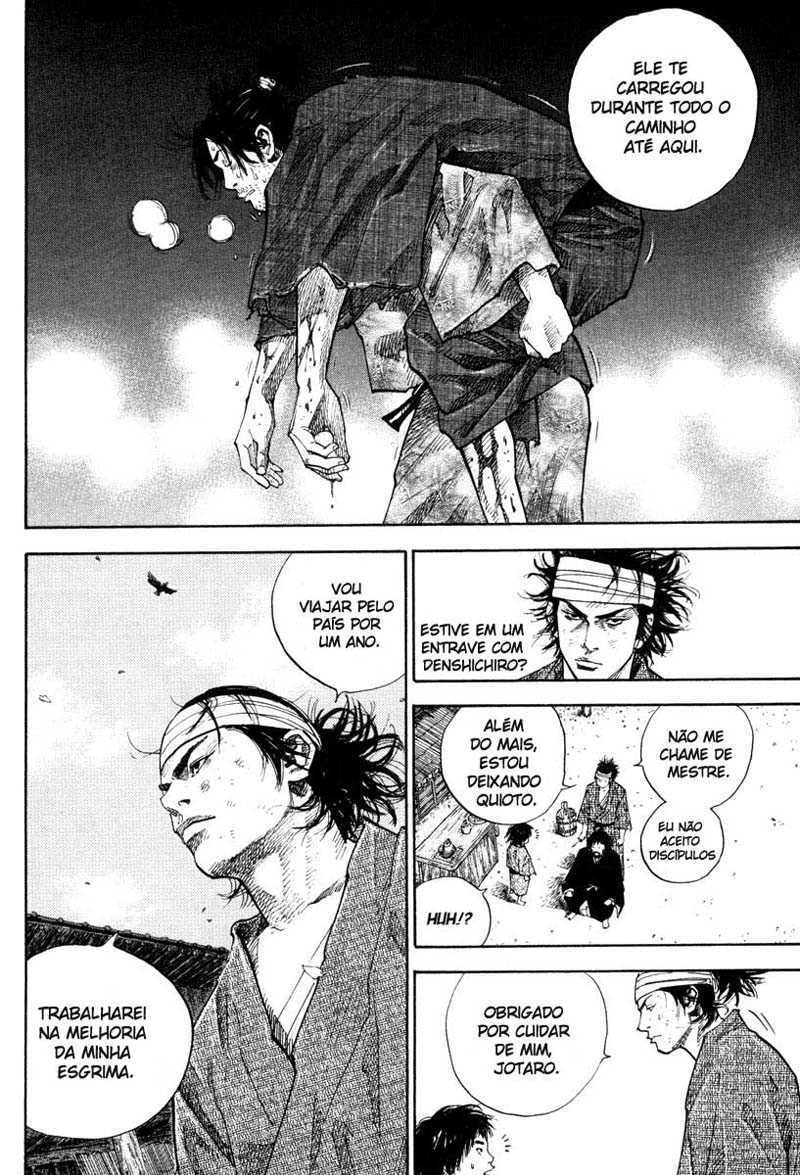 ELE TE
CARREGOU
DURANTE TODO O
CAMINHO
ATÉ AQUI.
ESTIVE EM UM
ENTRAVE COM
DENSHICHIRO?
NÃO ME
CHAME DE
MESTRE.
EU NÃO
ACEITO
DISCÍPULOS
ALÉM
DO MAIS,
ESTOU
DEIXANDO
QUIOTO.
HUH!?
OBRIGADO
POR CUIDAR
DE MIM,
JOTARO.
VOU
VIAJAR PELO
PAÍS POR
UM ANO.
TRABALHAREI
NA MELHORIA
DA MINHA
ESGRIMA.